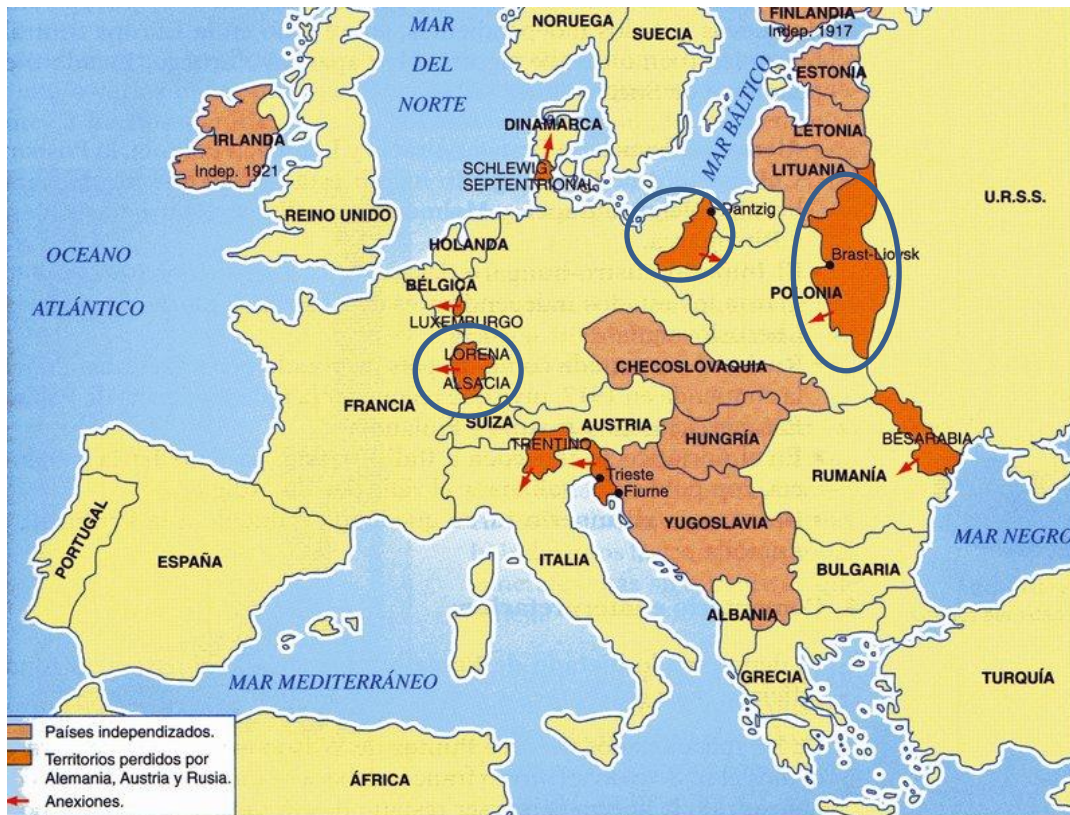 NORUEGA
SUECIA
FINLANDIA
Indep. 1917
MAR
DEL
NORTE
ESTONIA
MAR BÁLTICO
LETONIA
DINAMARCA
IRLANDA
Indep. 1921
SCHLEWIG
SEPTENTRIONAL
LITUANIA
U.R.S.S.
REINO UNIDO
Dantzig
HOLANDA
OCEANO
ATLÁNTICO
Brast-Liovsk
BÉLGICA
POLONIA
LUXEMBURGO
LORENA
ALSACIA
CHECOSLOVAQUIA
FRANCIA
SUIZA
AUSTRIA
HUNGRÍA
BESARABIA
TRENTINO
RUMANÍA
Trieste
Fiurne
YUGOSLAVIA
MAR NEGRO
PORTUGAL
ESPAÑA
ITALIA
BULGARIA
ALBANIA
MAR MEDITERRÁNEO
GRECIA
TURQUÍA
ÁFRICA
Países independizados.
Territorios perdidos por
Alemania, Austria y Rusia.
Anexiones.